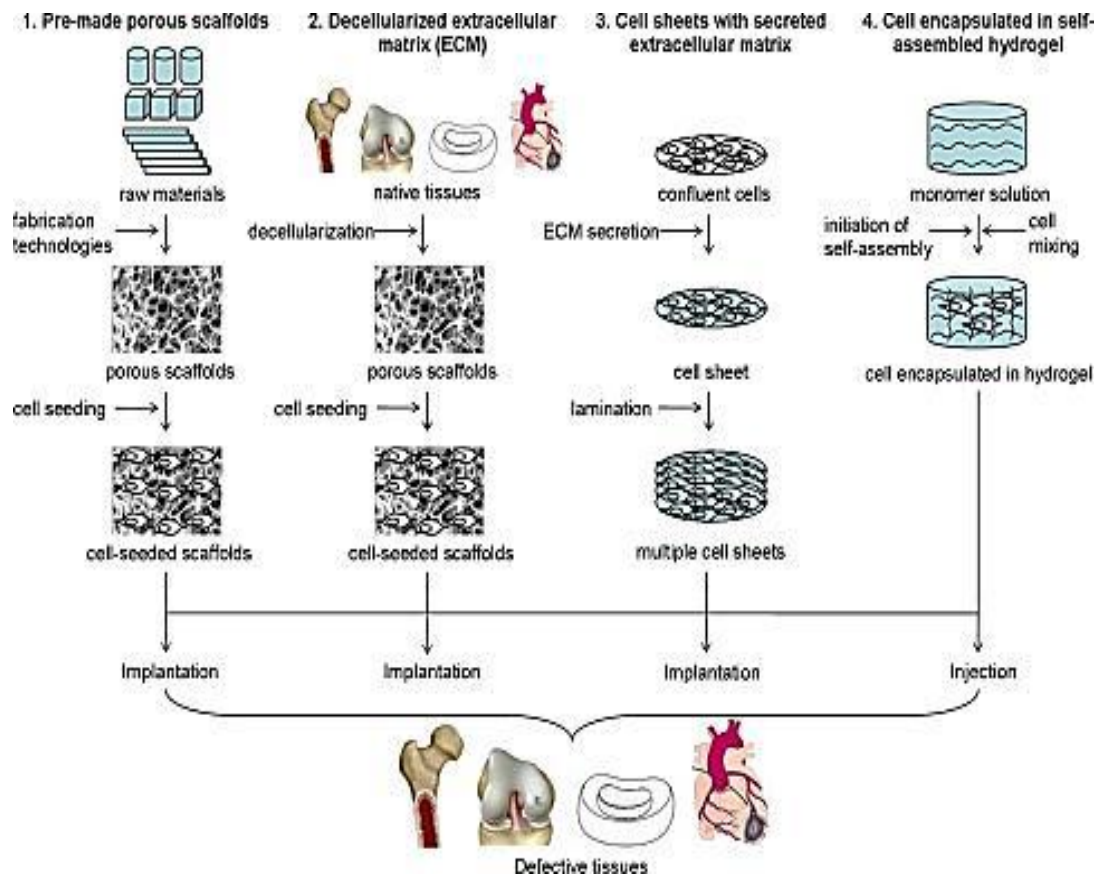 1. Pre-made porous scaffolds
2. Decellularized extracellular
matrix (ECM)
3. Cell sheets with secreted
extracellular matrix
4. Cell encapsulated in self-
assembled hydrogel
raw materials
native tissues
confluent cells
monomer solution
fabrication
technologies
decellularization
ECM secretion
initiation of
self-assembly
cell
mixing
porous scaffolds
porous scaffolds
cell sheet
cell encapsulated in hydrogel
cell seeding
cell seeding
lamination
cell-seeded scaffolds
cell-seeded scaffolds
multiple cell sheets
Implantation
Implantation
Implantation
Injection
Defective tissues